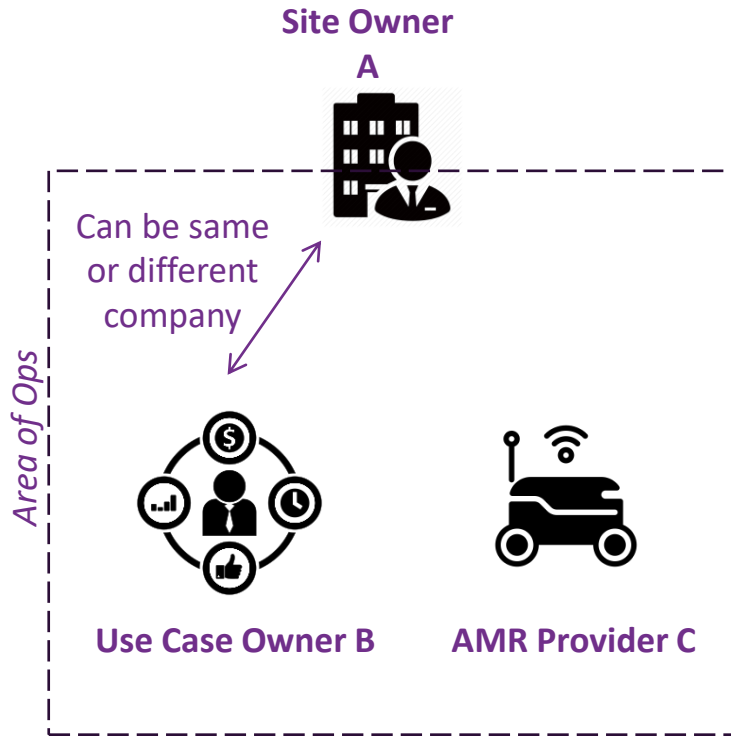 Site Owner
A
Can be same
or different
company
Area of Ops
$
Use Case Owner B
AMR Provider C